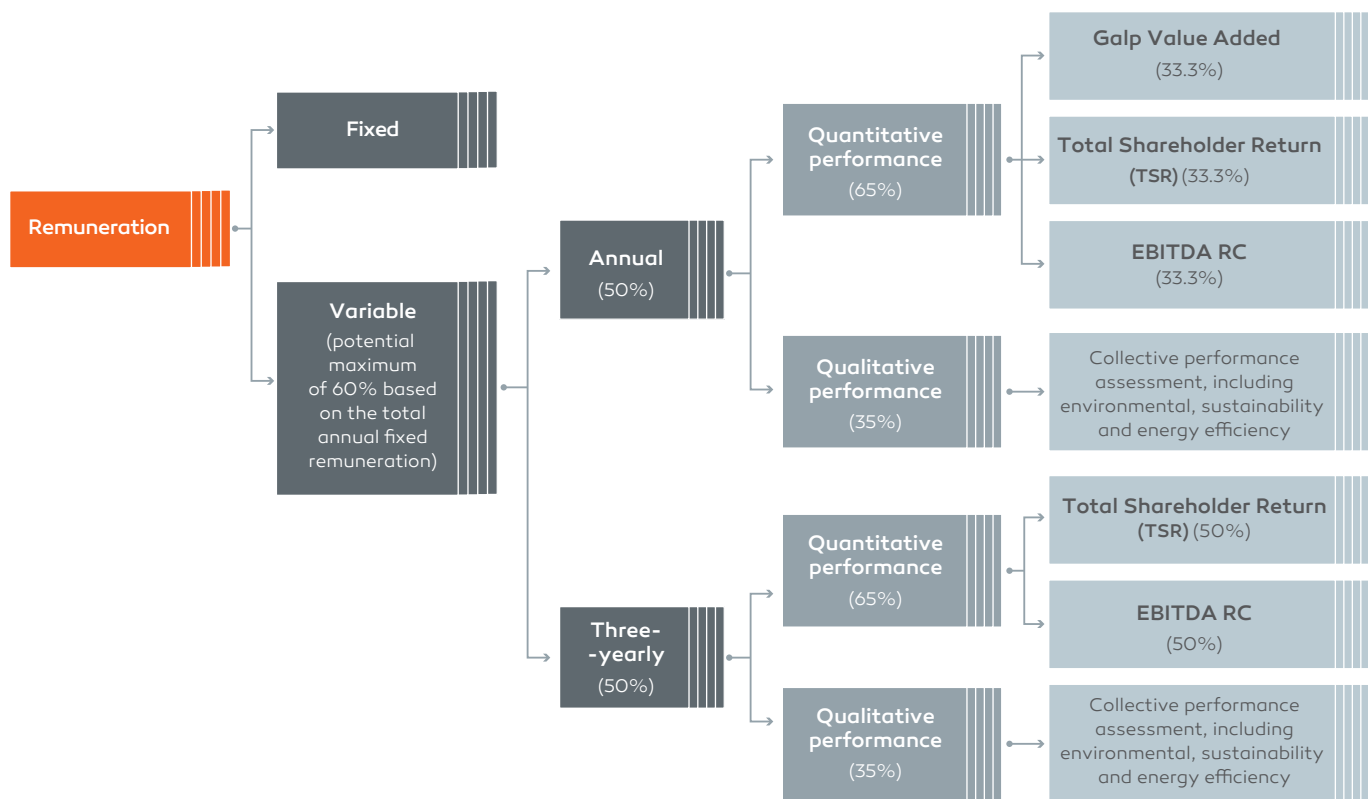 Remuneration
Fixed
Variable
(potential
maximum
of 60% based
on the total
annual fixed
remuneration)
Annual
(50%)
Three-
-yearly
(50%)
Quantitative
performance
(65%)
Qualitative
performance
(35%)
Quantitative
performance
(65%)
Qualitative
performance
(35%)
Galp Value Added
(33.3%)
Total Shareholder Return
(TSR) (33.3%)
EBITDA RC
(33.3%)
Collective performance
assessment, including
environmental, sustainability
and energy efficiency
Total Shareholder Return
(TSR) (50%)
EBITDA RC
(50%)
Collective performance
assessment, including
environmental, sustainability
and energy efficiency